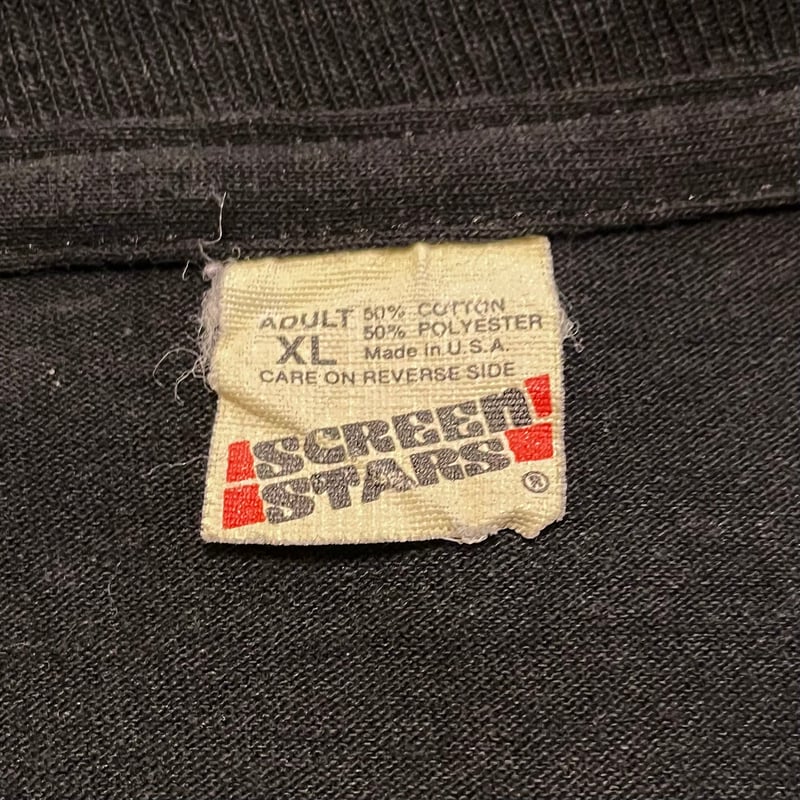 ADULT 50% COTTON
XL 50% POLYESTER
Made in U.S.A.
CARE ON REVERSE SIDE
SCREEN
STARS ®